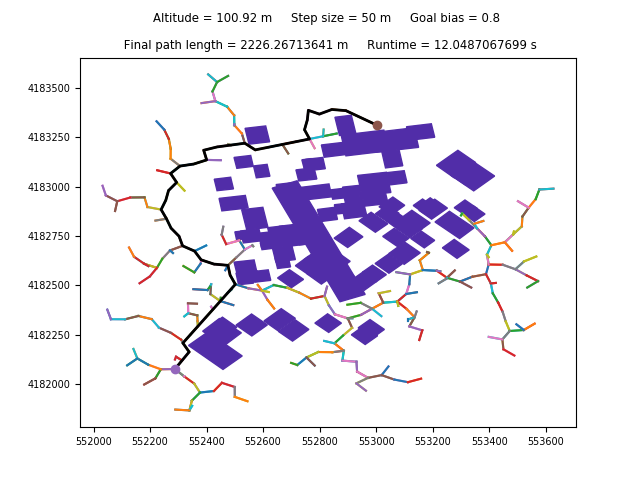 Altitude = 100.92 m Step size = 50 m Goal bias = 0.8
Final path length = 2226.26713641 m Runtime = 12.0487067699 s
4183500
4183250
4183000
4182750
4182500
4182250
4182000
552000 552200 552400 552600 552800 553000 553200 553400 553600